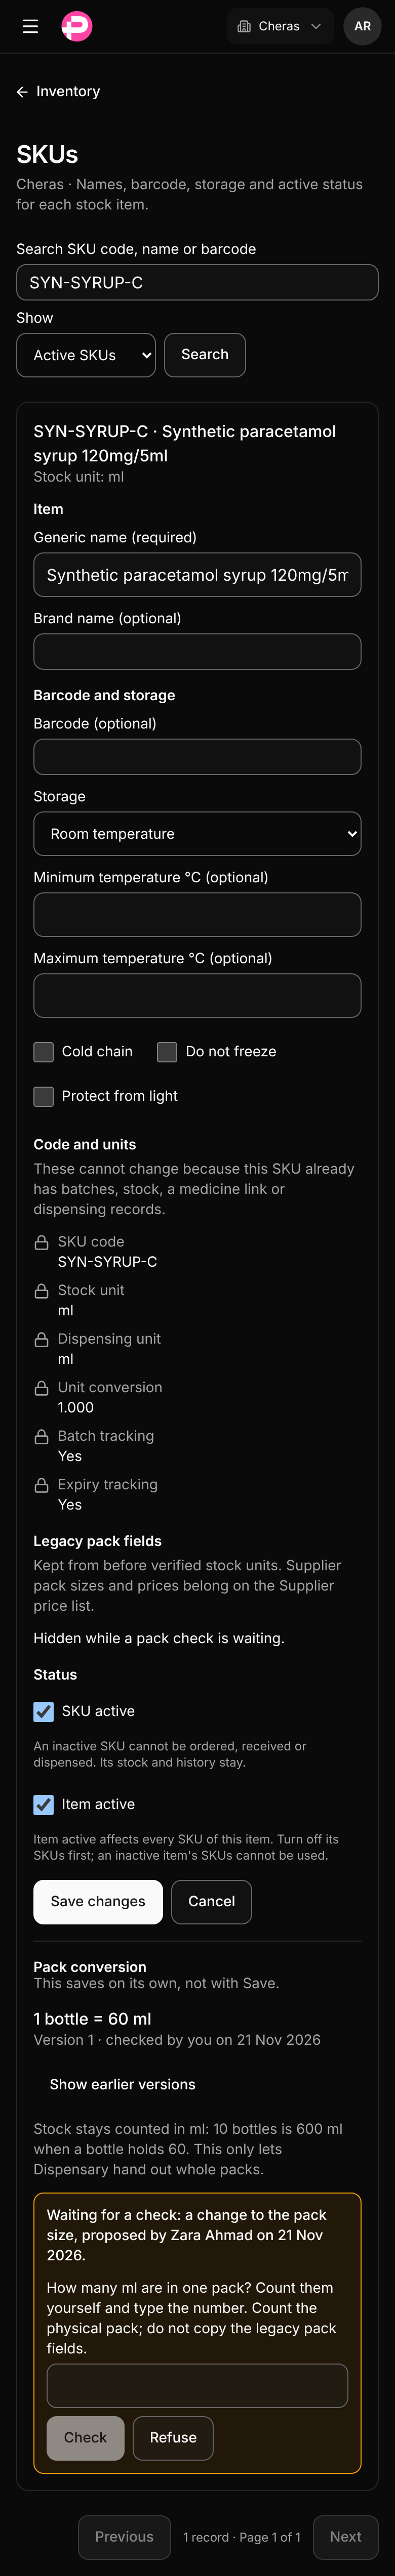 Cheras
AR
Inventory
SKUs
Cheras · Names, barcode, storage and active status
for each stock item.
Search SKU code, name or barcode
SYN-SYRUP-C
Show
Active SKUs
Search
SYN-SYRUP-C · Synthetic paracetamol
syrup 120mg/5ml
Stock unit: ml
Item
Generic name (required)
Synthetic paracetamol syrup 120mg/5m
Brand name (optional)
Barcode and storage
Barcode (optional)
Storage
Room temperature
Minimum temperature °C (optional)
Maximum temperature °C (optional)
Cold chain
Do not freeze
Protect from light
Code and units
These cannot change because this SKU already
has batches, stock, a medicine link or
dispensing records.
SKU code
SYN-SYRUP-C
Stock unit
ml
Dispensing unit
ml
Unit conversion
1.000
Batch tracking
Yes
Expiry tracking
Yes
Legacy pack fields
Kept from before verified stock units. Supplier
pack sizes and prices belong on the Supplier
price list.
Hidden while a pack check is waiting.
Status
SKU active
An inactive SKU cannot be ordered, received or
dispensed. Its stock and history stay.
Item active
Item active affects every SKU of this item. Turn off its
SKUs first; an inactive item's SKUs cannot be used.
Save changes
Cancel
Pack conversion
This saves on its own, not with Save.
1 bottle = 60 ml
Version 1 · checked by you on 21 Nov 2026
Show earlier versions
Stock stays counted in ml: 10 bottles is 600 ml
when a bottle holds 60. This only lets
Dispensary hand out whole packs.
Waiting for a check: a change to the pack
size, proposed by Zara Ahmad on 21 Nov
2026.
How many ml are in one pack? Count them
yourself and type the number. Count the
physical pack; do not copy the legacy pack
fields.
Check
Refuse
Previous
1 record · Page 1 of 1
Next